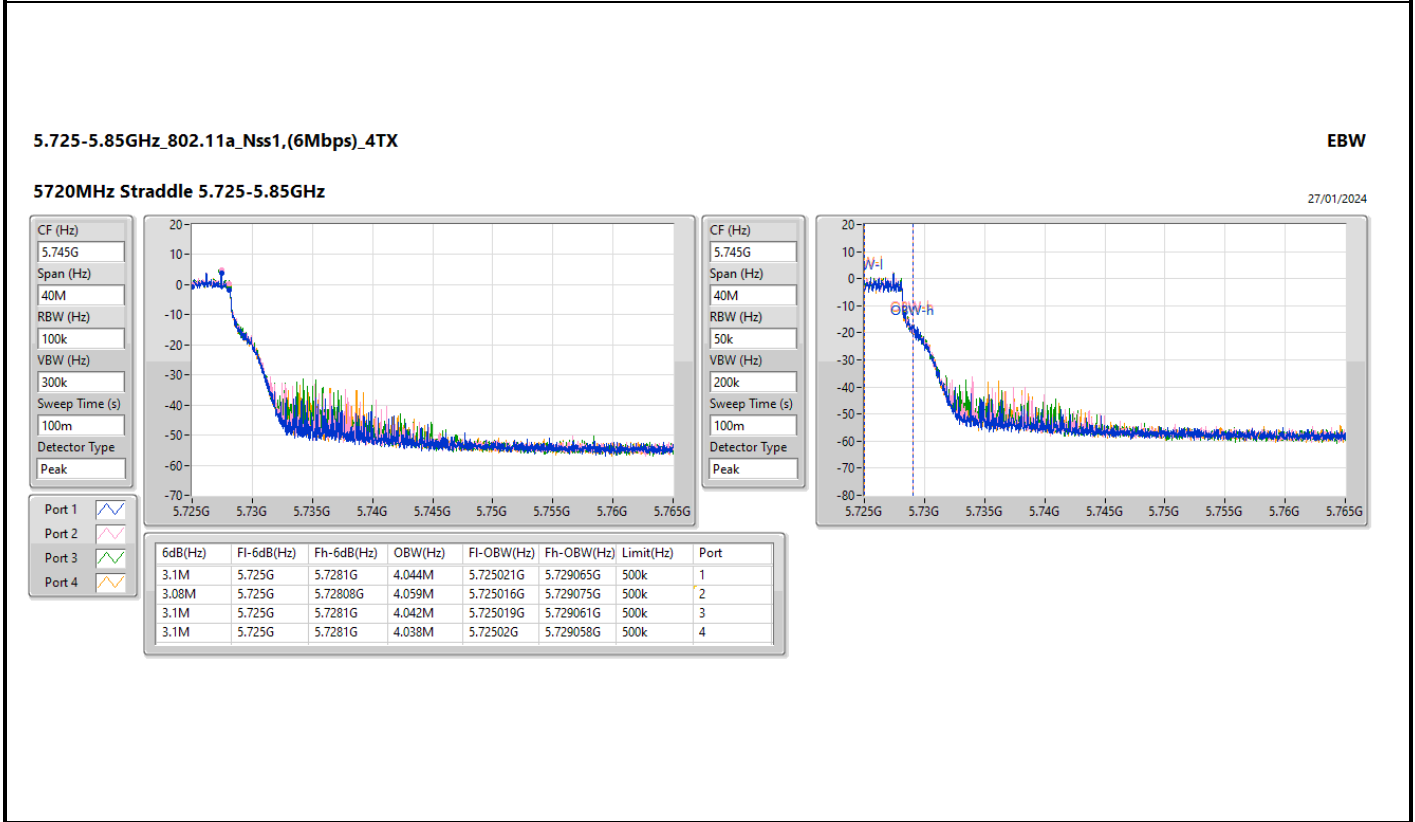 5.725-5.85GHz_802.11a_Nss1,(6Mbps)_4TX
EBW
5720MHz Straddle 5.725-5.85GHz
27/01/2024
CF (Hz)
5.745G
Span (Hz)
40M
RBW (Hz)
100k
VBW (Hz)
300k
Sweep Time (s)
100m
Detector Type
Peak
20
10
0
-10
-20
-30
-40
-50
-60
-70
5.725G 5.73G 5.735G 5.74G 5.745G 5.75G 5.755G 5.76G 5.765G
CF (Hz)
5.745G
Span (Hz)
40M
RBW (Hz)
50k
VBW (Hz)
200k
Sweep Time (s)
100m
Detector Type
Peak
20
10
0
-10
-20
-30
-40
-50
-60
-70
-80
W-l
OBW-h
5.725G 5.73G 5.735G 5.74G 5.745G 5.75G 5.755G 5.76G 5.765G
Port 1
Port 2
Port 3
Port 4
6dB(Hz) Fl-6dB(Hz) Fh-6dB(Hz) OBW(Hz) Fl-OBW(Hz) Fh-OBW(Hz) Limit(Hz) Port
3.1M 5.725G 5.7281G 4.044M 5.725021G 5.729065G 500k 1
3.08M 5.725G 5.72808G 4.059M 5.725016G 5.729075G 500k 2
3.1M 5.725G 5.7281G 4.042M 5.725019G 5.729061G 500k 3
3.1M 5.725G 5.7281G 4.038M 5.72502G 5.729058G 500k 4